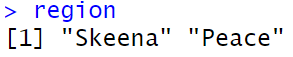 > region
[1] "Skeena" "Peace"